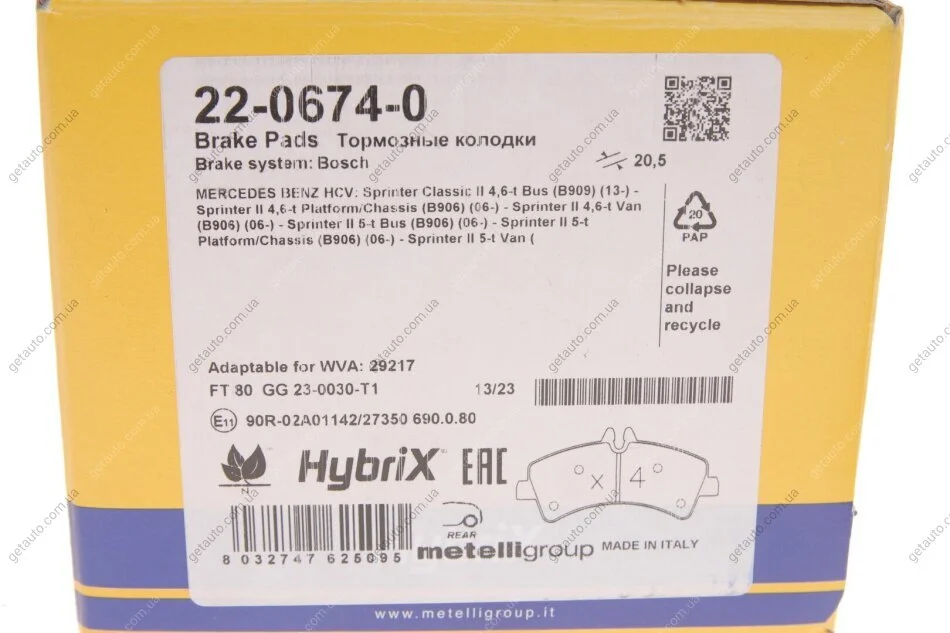 22-0674-0
Brake Pads Тормозные колодки
Brake system: Bosch
20,5
MERCEDES BENZ HCV: Sprinter Classic II 4,6-t Bus (B909) (13-) -
Sprinter II 4,6-t Platform/Chassis (B906) (06-) - Sprinter II 4,6-t Van
(B906) (06-) - Sprinter II 5-t Bus (B906) (06-) - Sprinter II 5-t
Platform/Chassis (B906) (06-) - Sprinter II 5-t Van (
20
PAP
Please
collapse
and
recycle
Adaptable for WVA: 29217
FT 80 GG 23-0030-T1 13/23
E11 90R-02A01142/27350 690.0.80
HybriX EAC
x 4
REAR
8 032747 625095
metelligroup MADE IN ITALY
www.metelligroup.it
getauto.com.ua